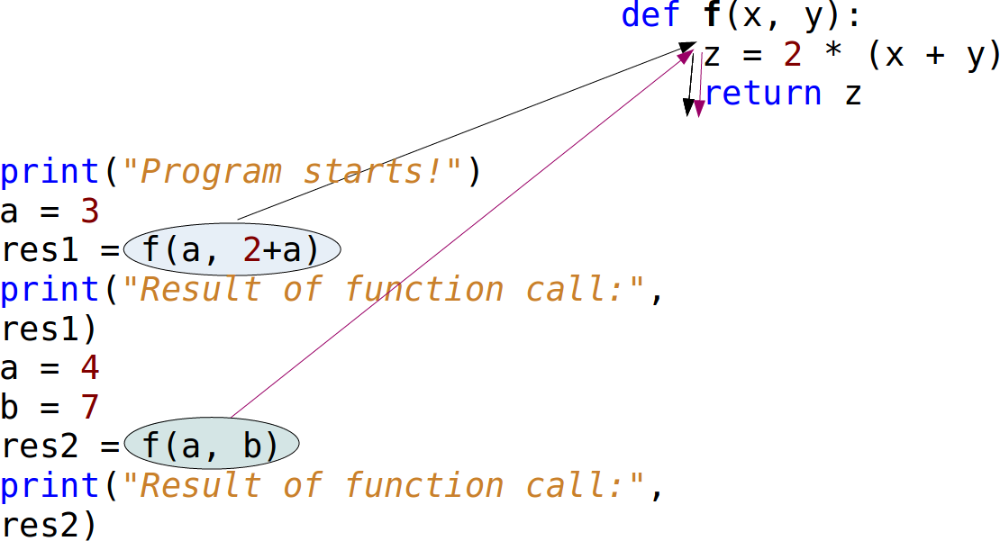 def f(x, y):
    z = 2 * (x + y)
    return z
print("Program starts!")
a = 3
res1 = f(a, 2+a)
print("Result of function call:",
res1)
a = 4
b = 7
res2 = f(a, b)
print("Result of function call:",
res2)